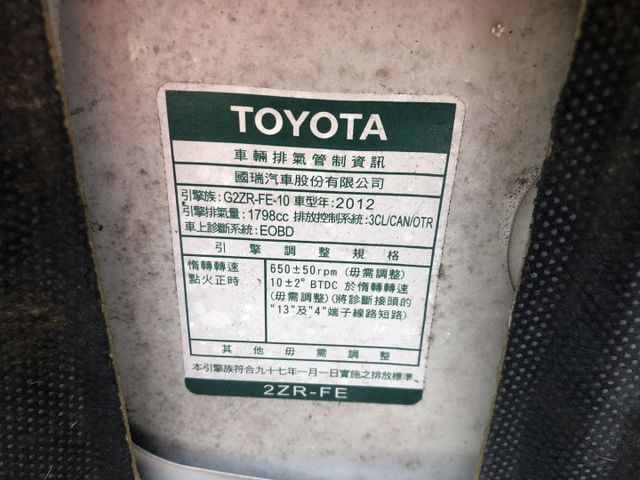 TOYOTA
車輛排氣管制資訊
國瑞汽車股份有限公司
引擎族: G2ZR-FE-10 車型年: 2012
引擎排氣量: 1798cc 排放控制系統: 3CL/CAN/OTR
車上診斷系統: EOBD
引擎調整規格
惰轉轉速 650±50rpm (毋需調整)
點火正時 10±2° BTDC 於惰轉轉速
(毋需調整)(將診斷接頭的
"13"及"4"端子線路短路)
其他毋需調整
本引擎族符合九十七年一月一日實施之排放標準
2ZR-FE